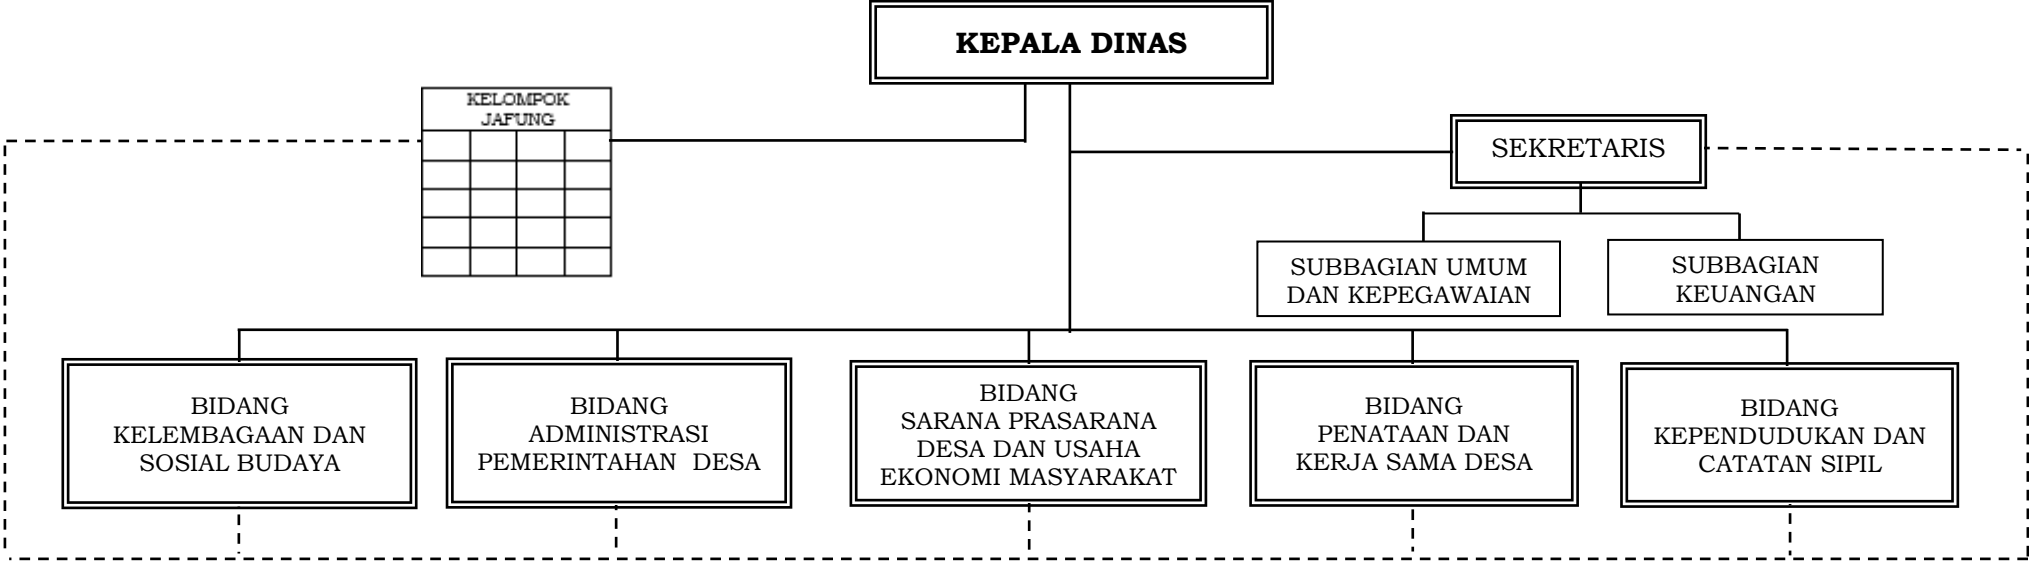 KEPALA DINAS
KELOMPOK
JAFUNG
SEKRETARIS
SUBBAGIAN UMUM
DAN KEPEGAWAIAN
SUBBAGIAN
KEUANGAN
BIDANG
KELEMBAGAAN DAN
SOSIAL BUDAYA
BIDANG
ADMINISTRASI
PEMERINTAHAN DESA
BIDANG
SARANA PRASARANA
DESA DAN USAHA
EKONOMI MASYARAKAT
BIDANG
PENATAAN DAN
KERJA SAMA DESA
BIDANG
KEPENDUDUKAN DAN
CATATAN SIPIL